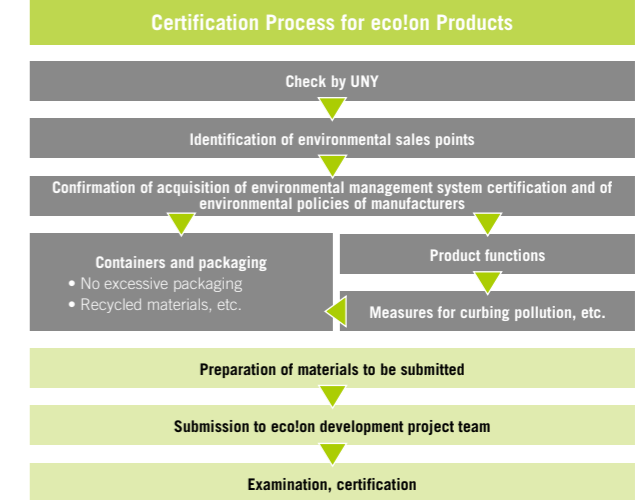 Certification Process for eco!on Products
Check by UNY
Identification of environmental sales points
Confirmation of acquisition of environmental management system certification and of
environmental policies of manufacturers
Containers and packaging
• No excessive packaging
• Recycled materials, etc.
Product functions
Measures for curbing pollution, etc.
Preparation of materials to be submitted
Submission to eco!on development project team
Examination, certification